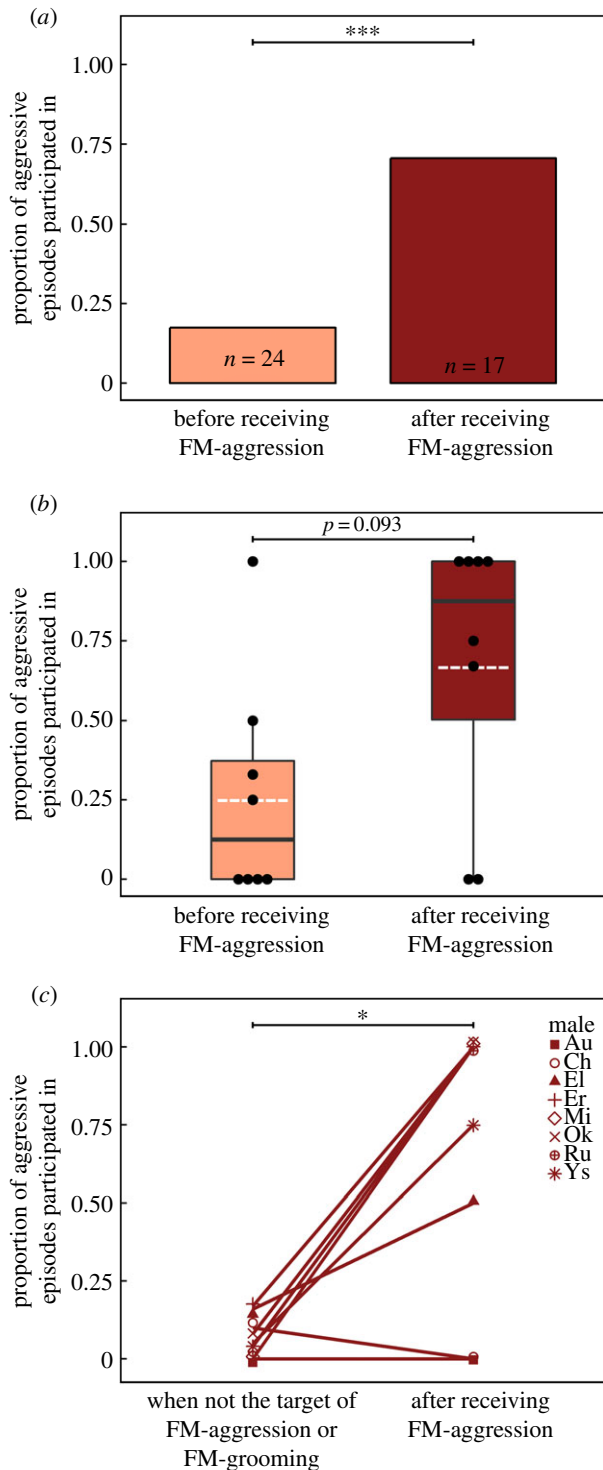 (a)
***
1.00
0.75
0.50
0.25
0
proportion of aggressive
episodes participated in
n = 24
n = 17
before receiving
FM-aggression
after receiving
FM-aggression
(b)
p = 0.093
1.00
0.75
0.50
0.25
0
proportion of aggressive
episodes participated in
before receiving
FM-aggression
after receiving
FM-aggression
(c)
*
1.00
0.75
0.50
0.25
0
proportion of aggressive
episodes participated in
male
Au
Ch
El
Er
Mi
Ok
Ru
Ys
when not the target of
FM-aggression or
FM-grooming
after receiving
FM-aggression